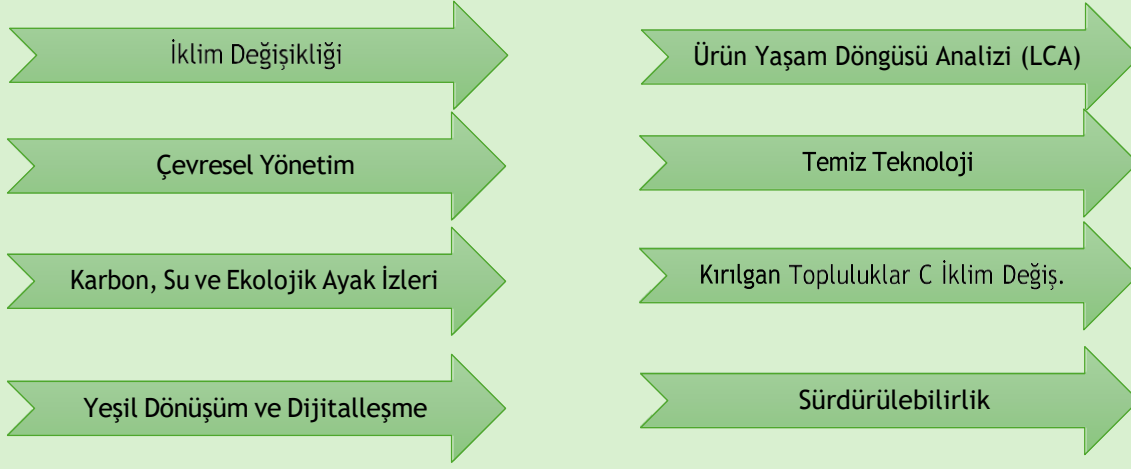 İklim Değişikliği
Çevresel Yönetim
Karbon, Su ve Ekolojik Ayak İzleri
Yeşil Dönüşüm ve Dijitalleşme
Ürün Yaşam Döngüsü Analizi (LCA)
Temiz Teknoloji
Kırılgan Topluluklar C İklim Değiş.
Sürdürülebilirlik